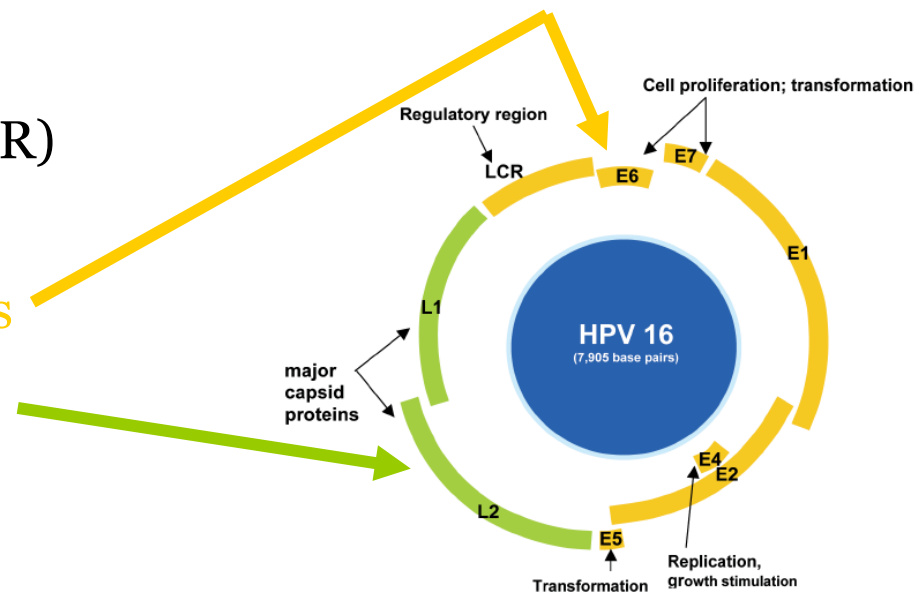 R)
s
Cell proliferation; transformation
Regulatory region
LCR
E6
E7
E1
L1
HPV 16
(7,905 base pairs)
major
capsid
proteins
E4
E2
L2
E5
Replication,
growth stimulation
Transformation